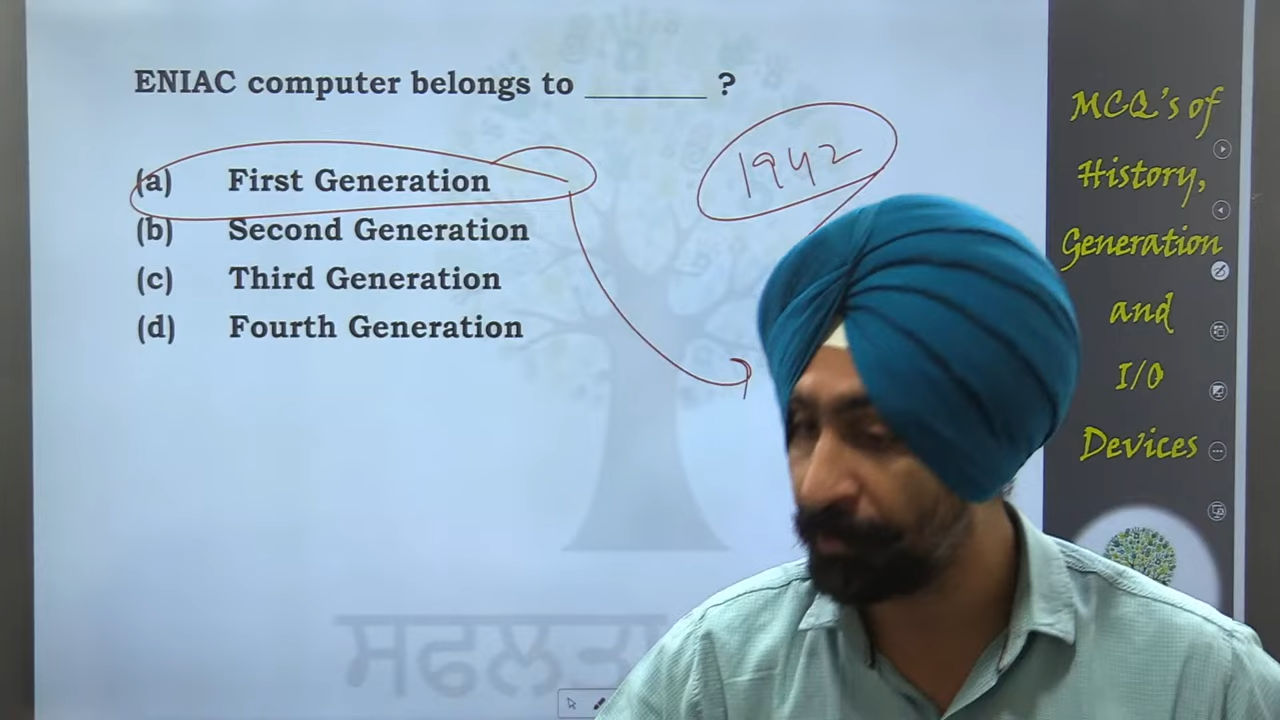 ENIAC computer belongs to ________ ?
(a) First Generation
(b) Second Generation
(c) Third Generation
(d) Fourth Generation
1942
MCQ's of
History,
Generation
and
I/O
Devices
ਸਫਲਤਾ